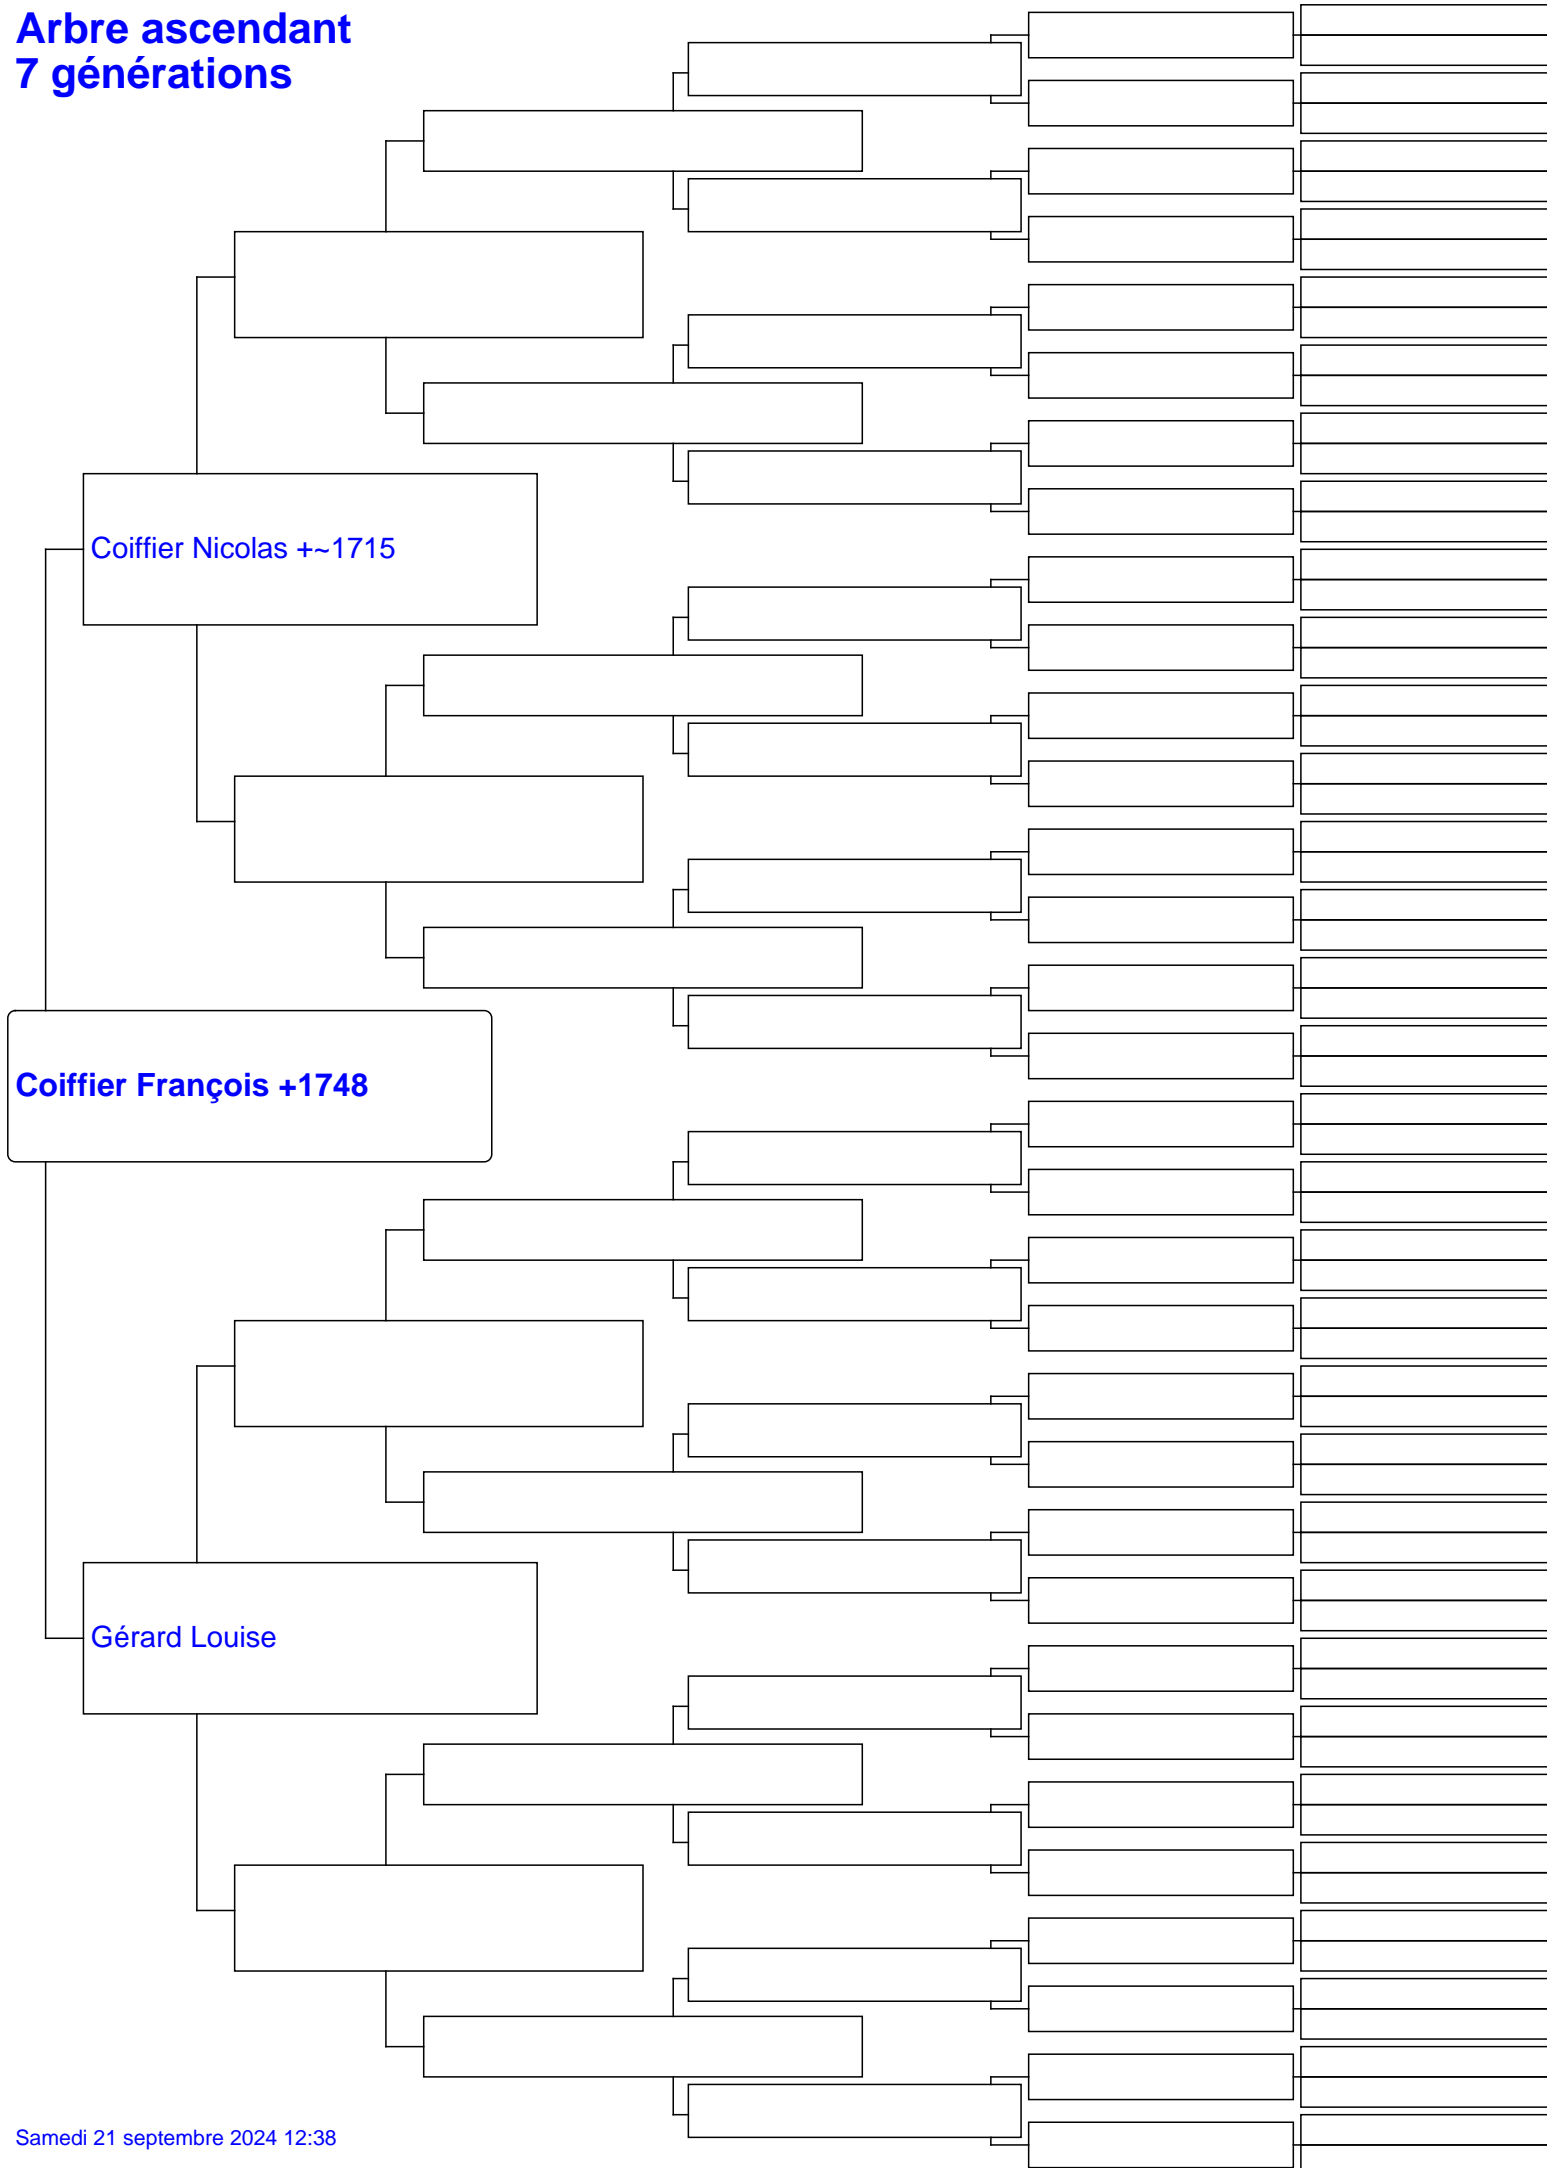 Arbre ascendant
7 générations
Coiffier Nicolas +~1715
Coiffier François +1748
Gérard Louise
Samedi 21 septembre 2024 12:38